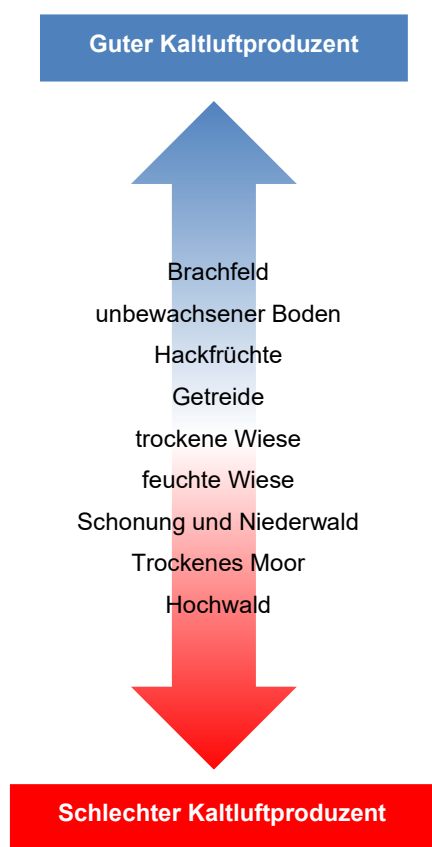 Guter Kaltluftproduzent
Brachfeld
unbewachsener Boden
Hackfrüchte
Getreide
trockene Wiese
feuchte Wiese
Schonung und Niederwald
Trockenes Moor
Hochwald
Schlechter Kaltluftproduzent